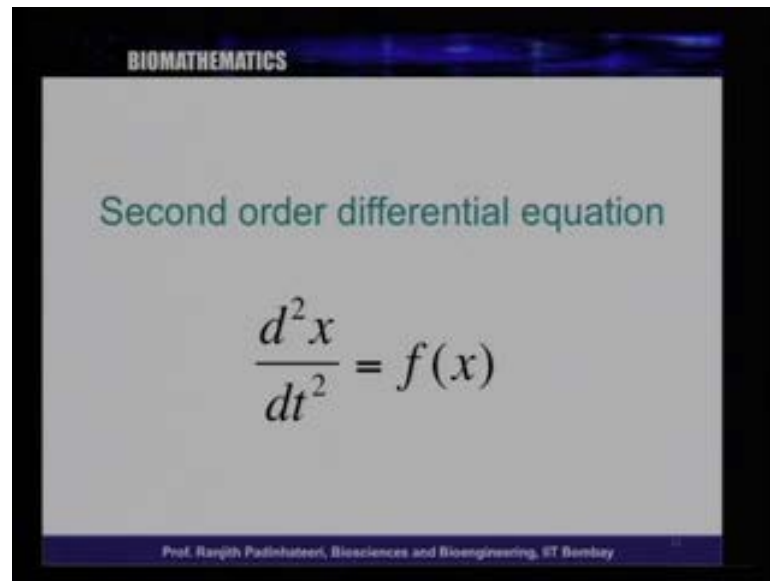 BIOMATHEMATICS
Second order differential equation
d²x/dt² = f(x)
Prof. Ranjith Padinhateeri, Biosciences and Bioengineering, IIT Bombay